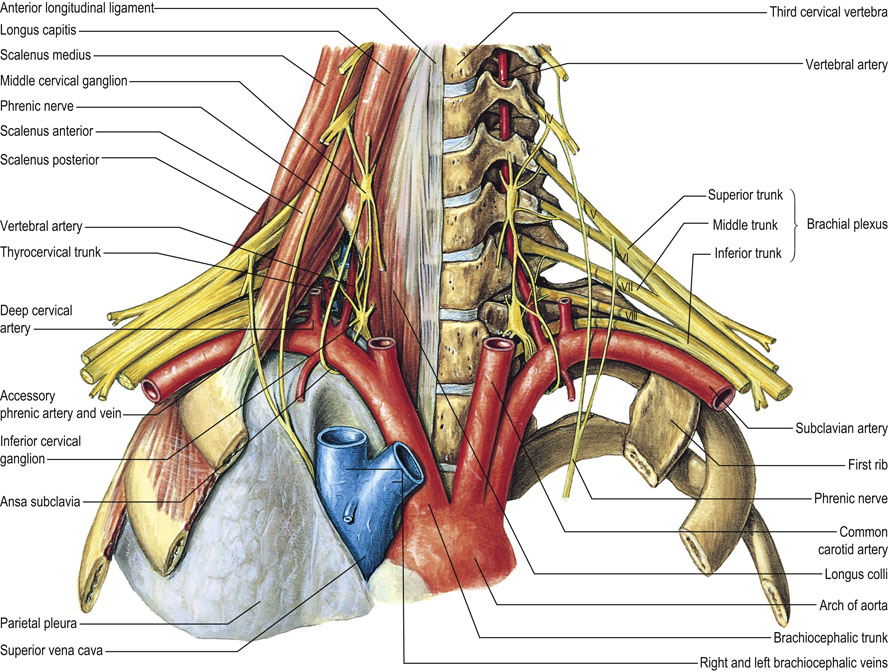 Anterior longitudinal ligament
Longus capitis
Scalenus medius
Middle cervical ganglion
Phrenic nerve
Scalenus anterior
Scalenus posterior
Vertebral artery
Thyrocervical trunk
Deep cervical
artery
Accessory
phrenic artery and vein
Inferior cervical
ganglion
Ansa subclavia
Parietal pleura
Superior vena cava
Third cervical vertebra
Vertebral artery
Superior trunk
Middle trunk
Brachial plexus
Inferior trunk
V
V
VI
VII
VIII
Subclavian artery
First rib
Phrenic nerve
Common
carotid artery
Longus colli
Arch of aorta
Brachiocephalic trunk
Right and left brachiocephalic veins